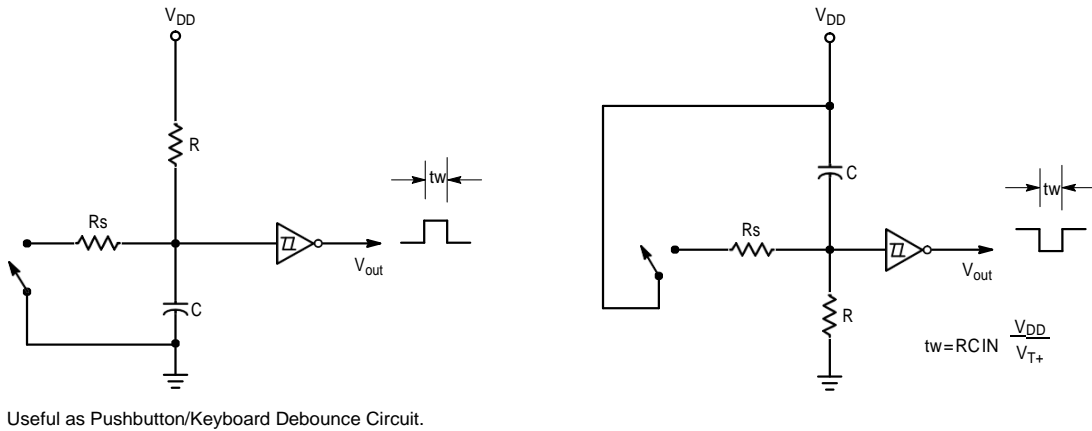 VDD
R
tw
Rs
Vout
C
Useful as Pushbutton/Keyboard Debounce Circuit.
VDD
C
tw
Rs
Vout
R
tw=RCIN VDD
VT+